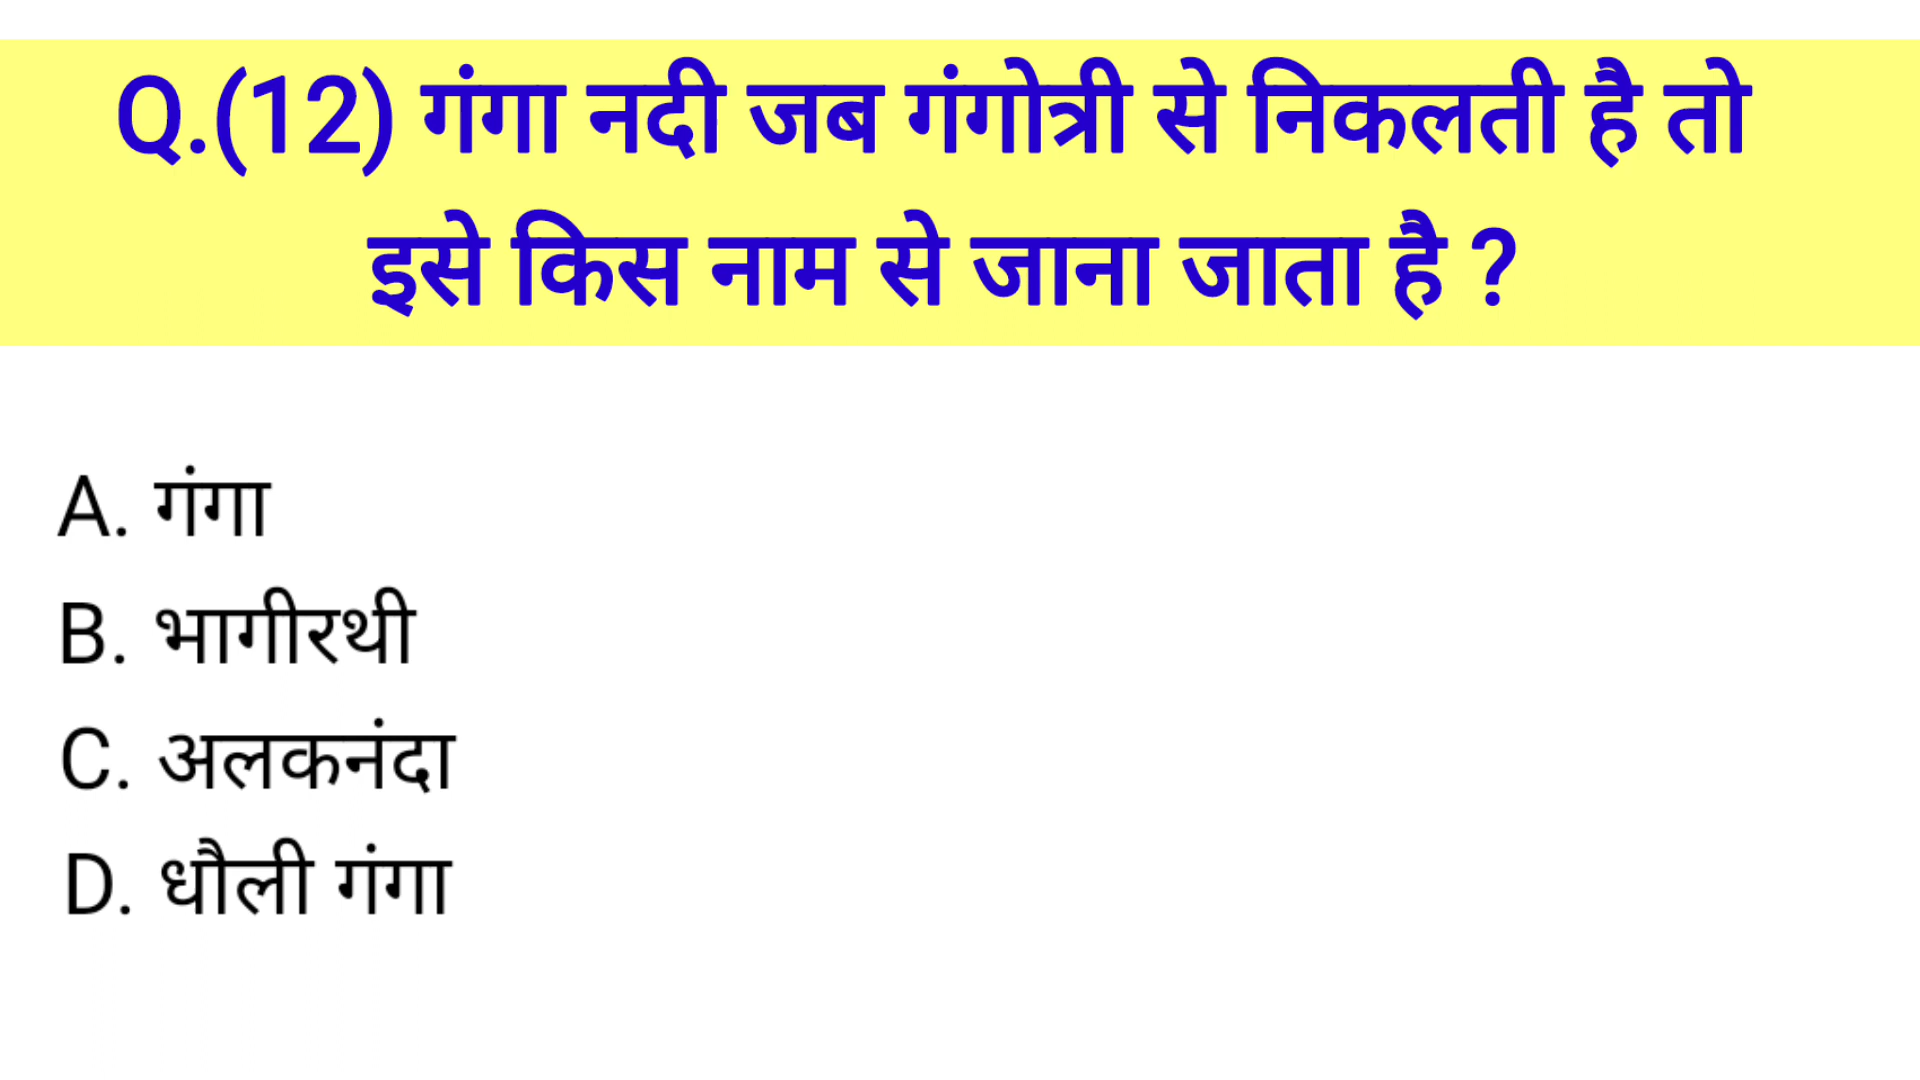 Q.(12) गंगा नदी जब गंगोत्री से निकलती है तो
इसे किस नाम से जाना जाता है ?
A. गंगा
B. भागीरथी
C. अलकनंदा
D. धौली गंगा